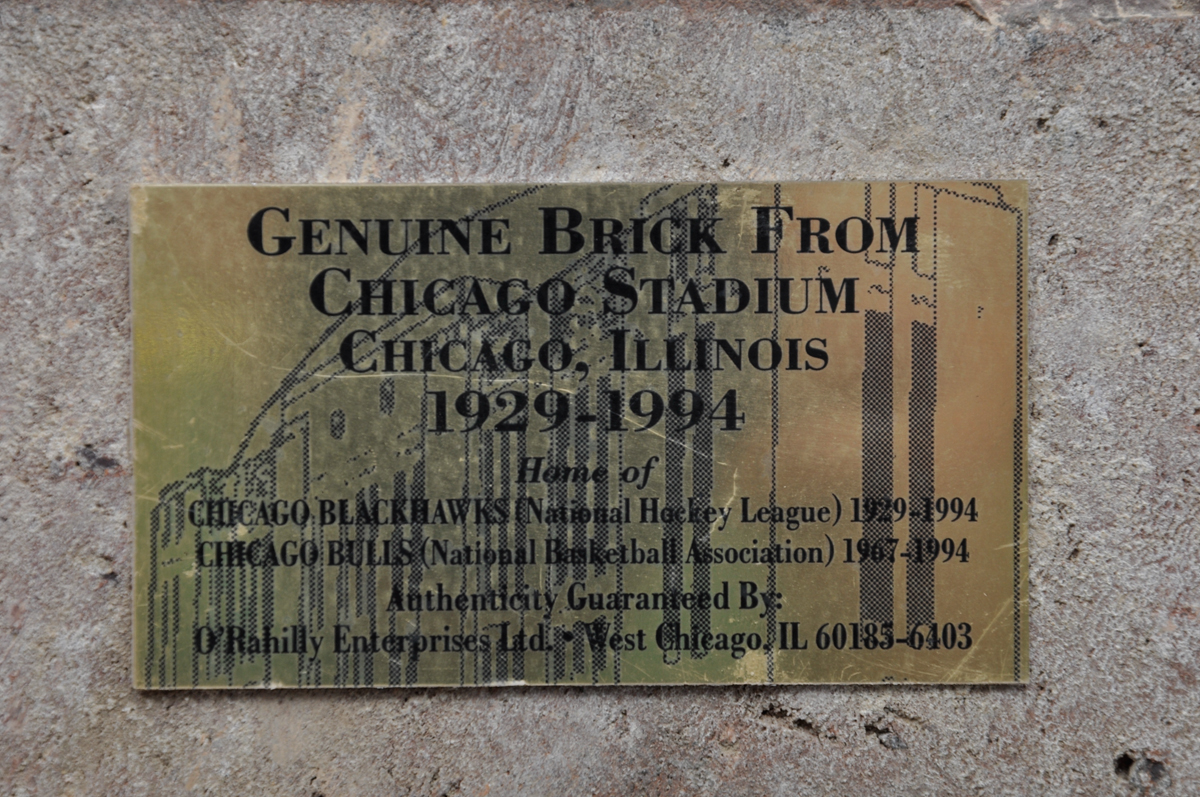 GENUINE BRICK FROM
CHICAGO STADIUM
CHICAGO, ILLINOIS
1929-1994
Home of
CHICAGO BLACKHAWKS (National Hockey League) 1929-1994
CHICAGO BULLS (National Basketball Association) 1967-1994
Authenticity Guaranteed By:
O'Rahilly Enterprises Ltd. • West Chicago, IL 60185-6403